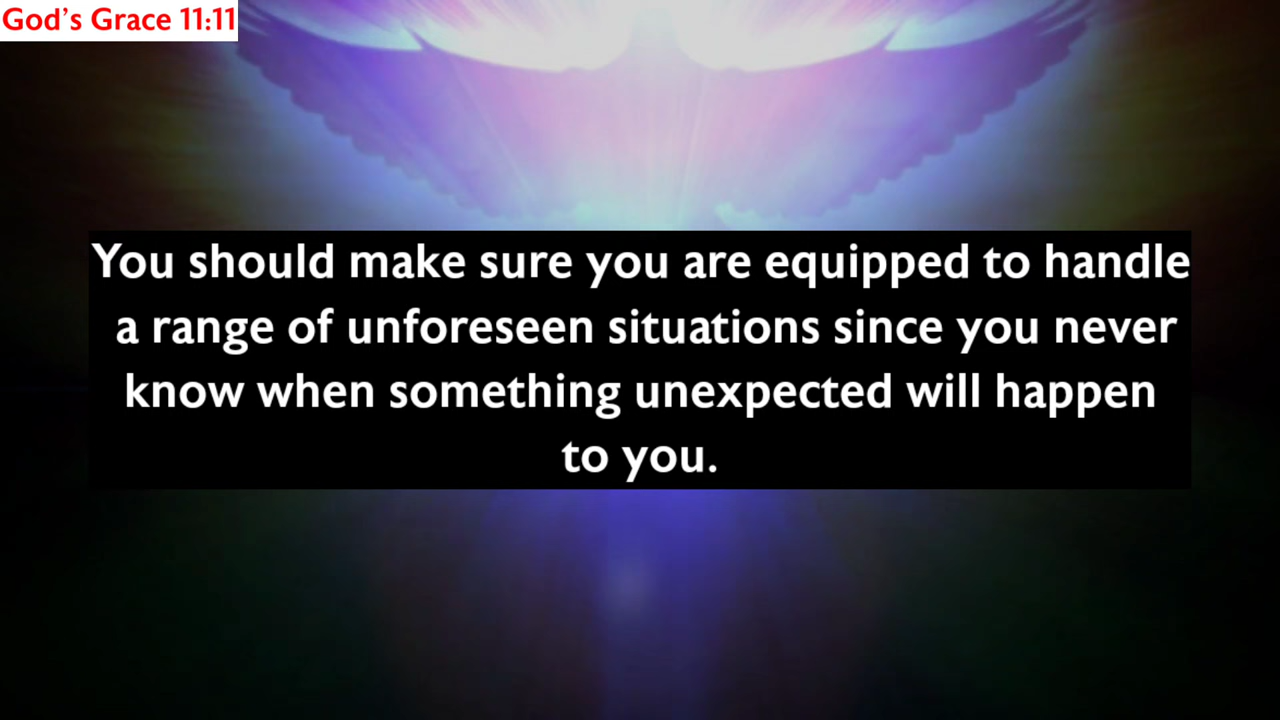 God’s Grace 11:11
You should make sure you are equipped to handle
a range of unforeseen situations since you never
know when something unexpected will happen
to you.